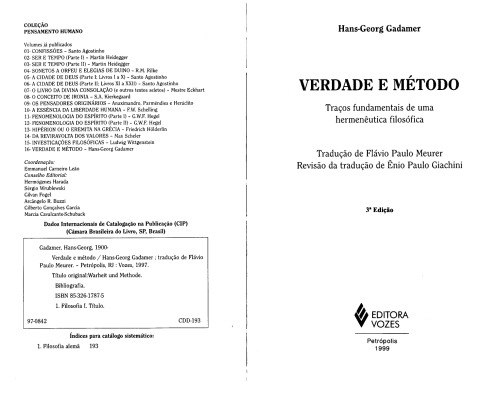 COLEÇÃO
PENSAMENTO HUMANO
Volumes já publicados
01- CONFISSÕES – Santo Agostinho
02- SER E TEMPO (Parte I) – Martin Heidegger
03- SER E TEMPO (Parte II) – Martin Heidegger
04- SONETOS A ORFEU E ELEGIAS DE DUINO – R.M. Rilke
05- A CIDADE DE DEUS (Parte I; Livros I a X) – Santo Agostinho
06- A CIDADE DE DEUS (Parte II; Livros XI a XXII) – Santo Agostinho
07- O LIVRO DA DIVINA CONSOLAÇÃO (e outros textos seletos) – Mestre Eckhart
08- O CONCEITO DE IRONIA – S.A. Kierkegaard
09- OS PENSADORES ORIGINÁRIOS – Anaximandro, Parmênides e Heráclito
10- A ESSÊNCIA DA LIBERDADE HUMANA – F.W. Schelling
11- FENOMENOLOGIA DO ESPÍRITO (Parte I) – G.W.F. Hegel
12- FENOMENOLOGIA DO ESPÍRITO (Parte II) – G.W.F. Hegel
13- HIPÉRION OU O EREMITA NA GRÉCIA – Friedrich Hölderlin
14- DA REVIRAVOLTA DOS VALORES – Max Scheler
15- INVESTIGAÇÕES FILOSÓFICAS – Ludwig Wittgenstein
16- VERDADE E MÉTODO – Hans-Georg Gadamer
Coordenação:
Emmanuel Carneiro Leão
Conselho Editorial:
Hermógenes Harada
Sérgio Wrublewski
Gilvan Fogel
Arcângelo R. Buzzi
Gilberto Gonçalves Garcia
Marcia Cavalcante-Schuback
Dados Internacionais de Catalogação na Publicação (CIP)
(Câmara Brasileira do Livro, SP, Brasil)
Gadamer, Hans-Georg, 1900-
Verdade e método / Hans-Georg Gadamer ; tradução de Flávio
Paulo Meurer. – Petrópolis, RJ : Vozes, 1997.
Título original:Warheit und Methode.
Bibliografia.
ISBN 85-326-1787-5
1. Filosofia I. Título.
97-0842 CDD-193
Índices para catálogo sistemático:
1. Filosofia alemã 193
Hans-Georg Gadamer
VERDADE E MÉTODO
Traços fundamentais de uma
hermenêutica filosófica
Tradução de Flávio Paulo Meurer
Revisão da tradução de Ênio Paulo Giachini
3ª Edição
EDITORA
VOZES
Petrópolis
1999